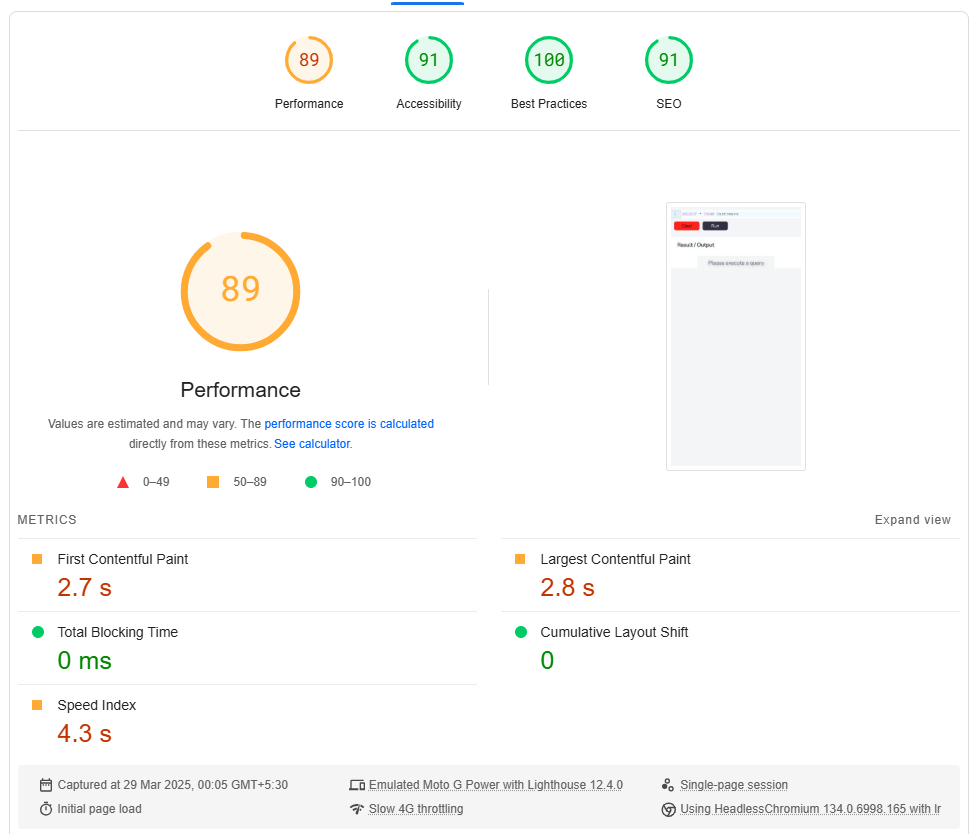 89
91
100
91
Performance
Accessibility
Best Practices
SEO
89
Performance
Values are estimated and may vary. The performance score is calculated
directly from these metrics. See calculator.
0–49
50–89
90–100
Clear
Run
Result / Output
Please execute a query
METRICS
Expand view
First Contentful Paint
2.7 s
Largest Contentful Paint
2.8 s
Total Blocking Time
0 ms
Cumulative Layout Shift
0
Speed Index
4.3 s
Captured at 29 Mar 2025, 00:05 GMT+5:30
Emulated Moto G Power with Lighthouse 12.4.0
Single-page session
Initial page load
Slow 4G throttling
Using HeadlessChromium 134.0.6998.165 with lr